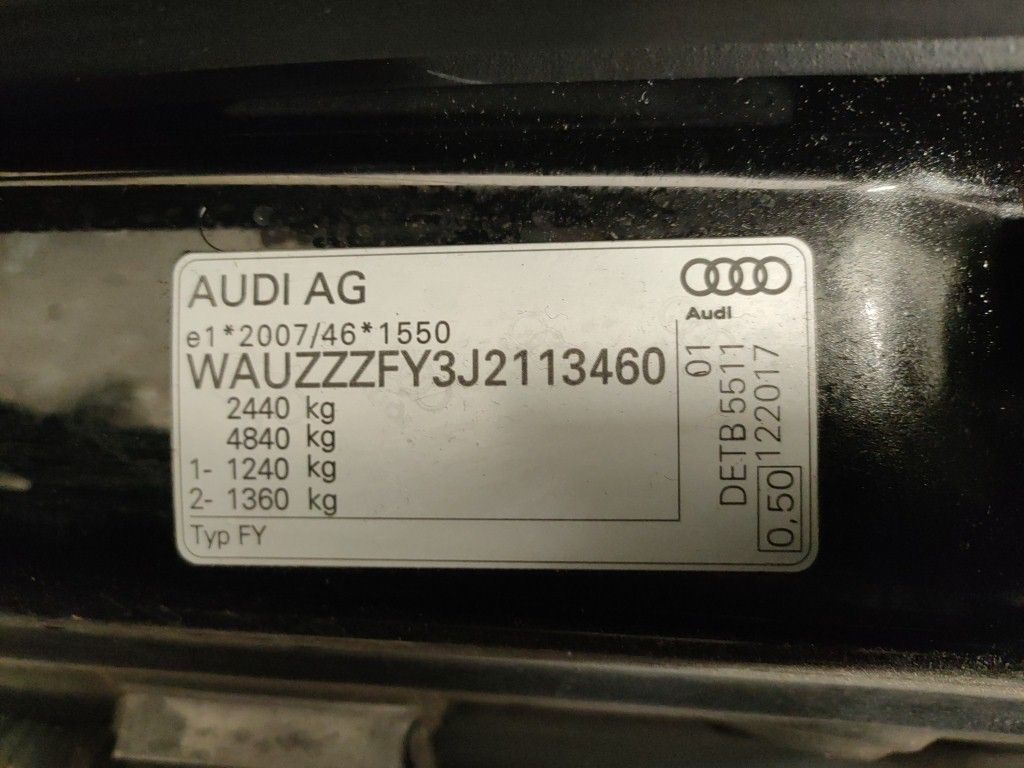 AUDI AG
Audi
e1*2007/46*1550
WAUZZZFY3J2113460
2440 kg
4840 kg
1- 1240 kg
2- 1360 kg
Typ FY
01
DETB 5511
0,50 122017